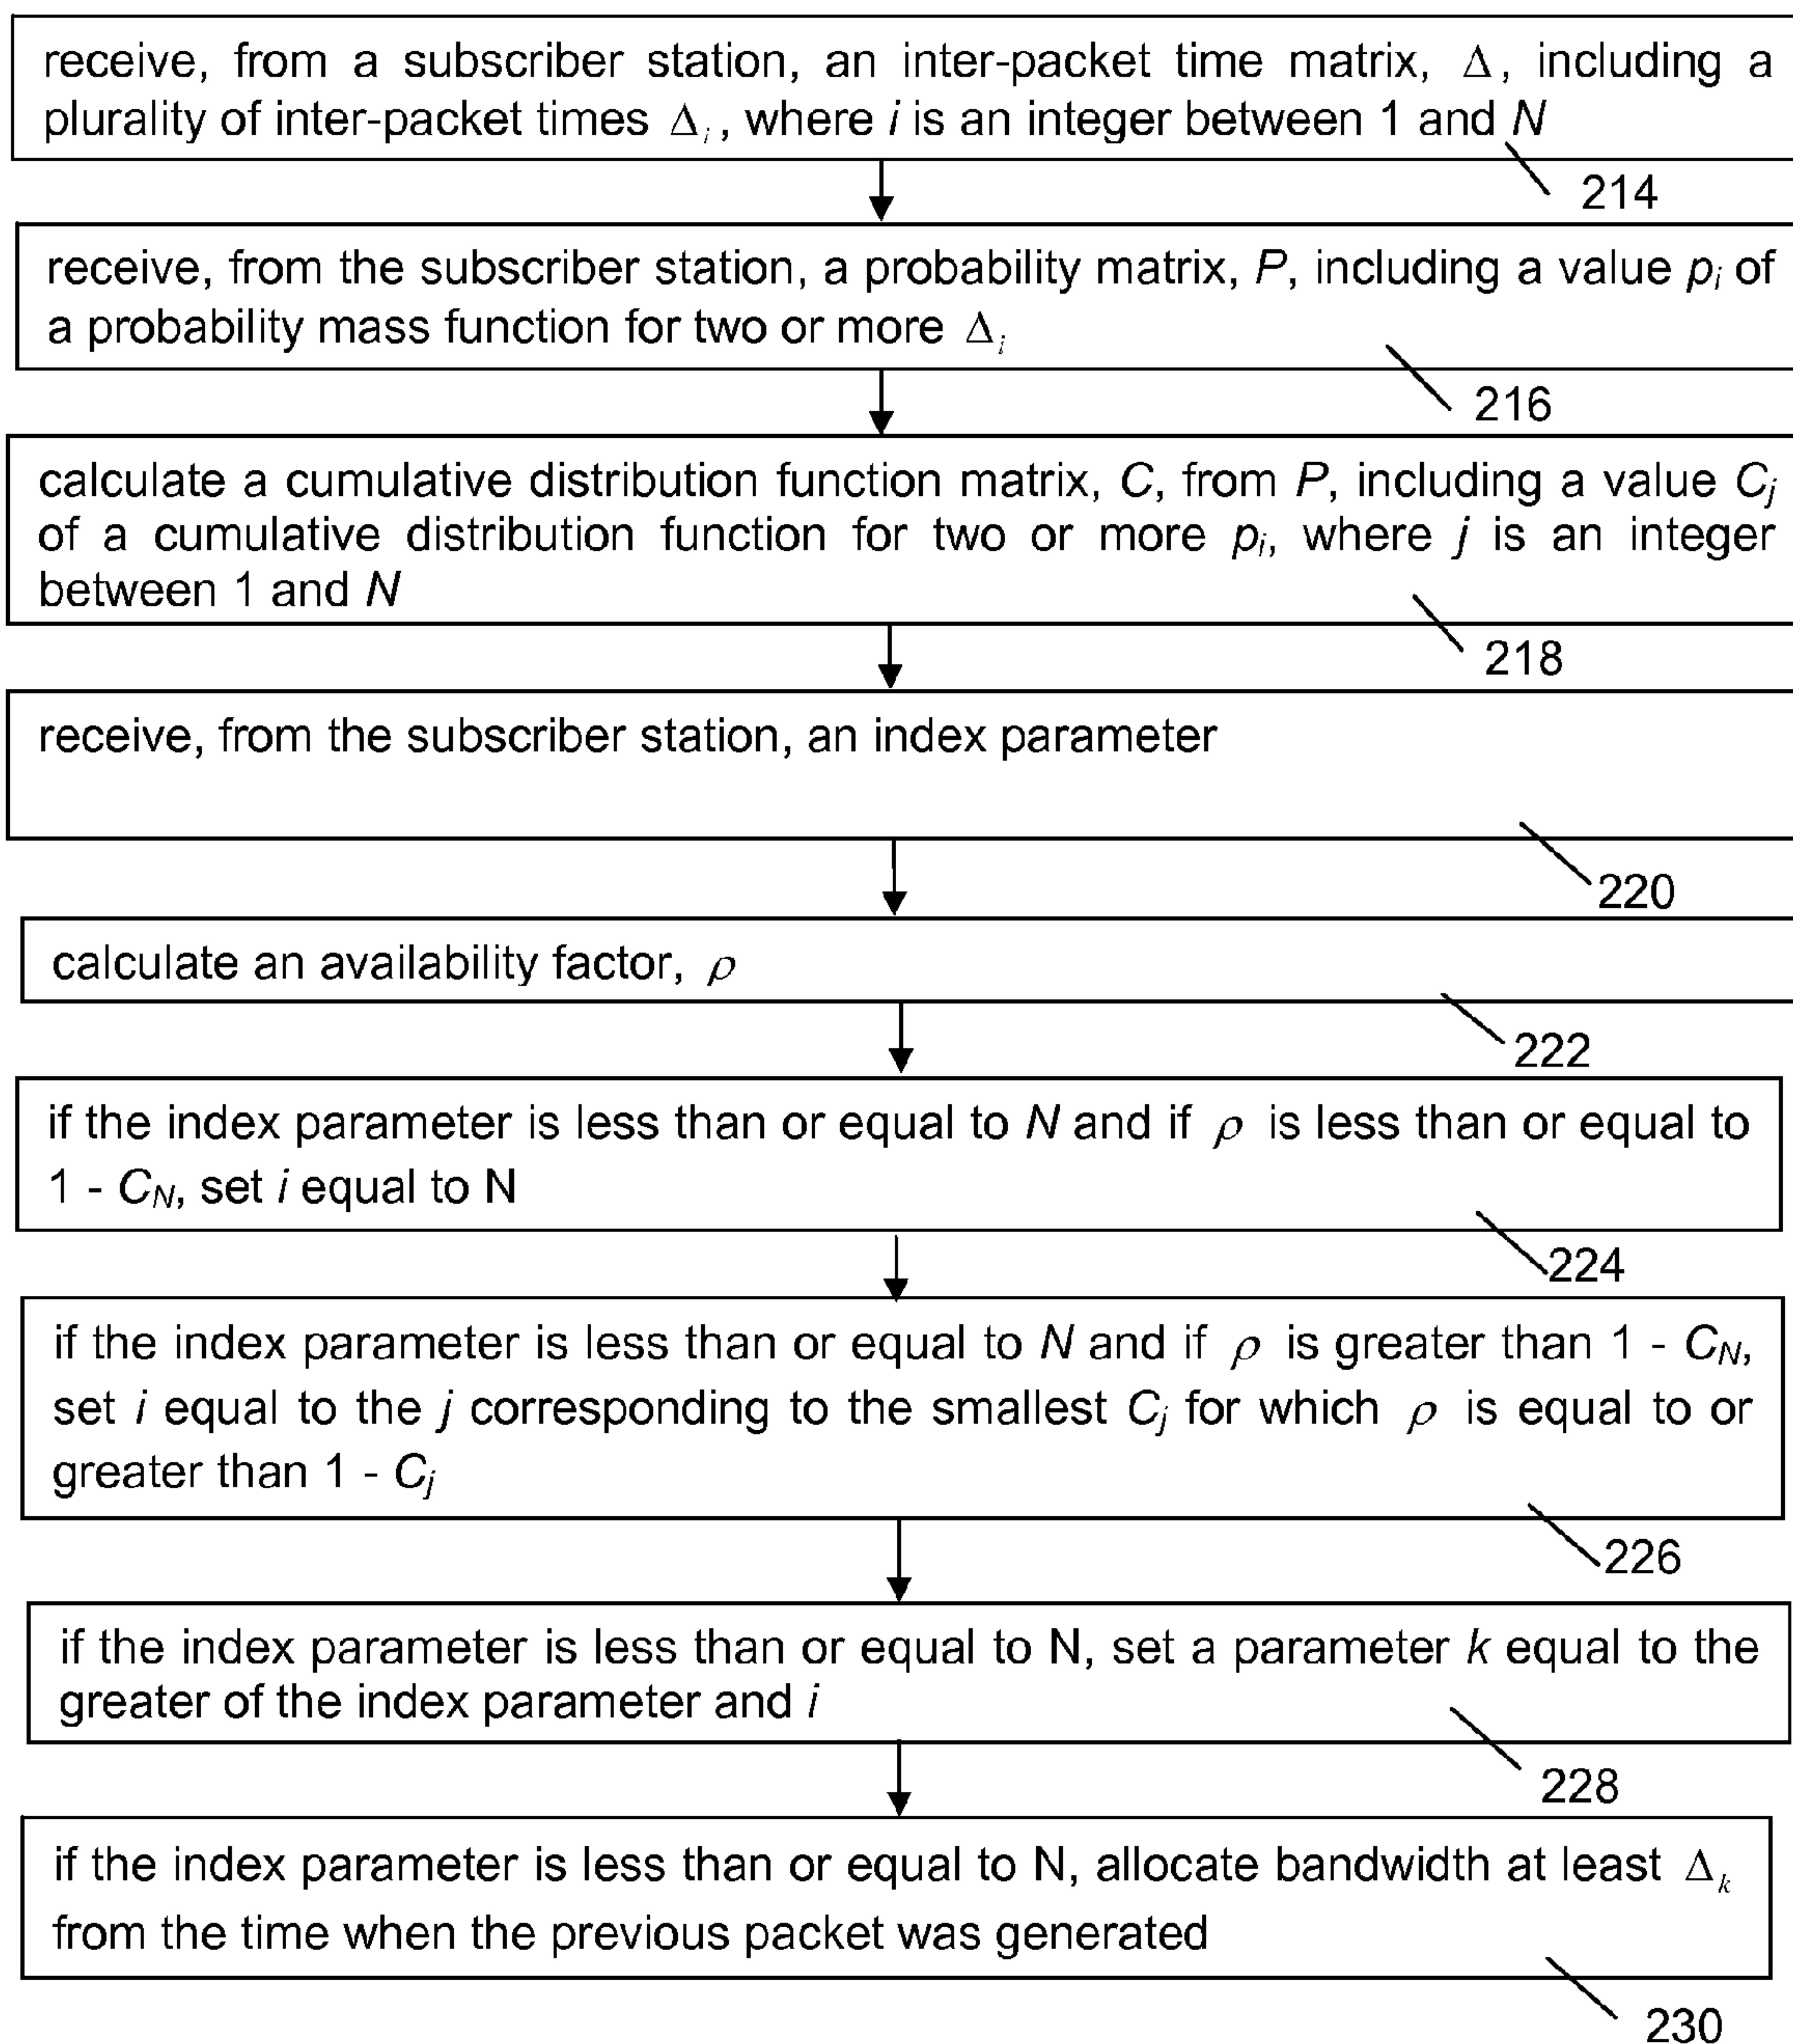 receive, from a subscriber station, an inter-packet time matrix, Δ, including a
plurality of inter-packet times Δi, where i is an integer between 1 and N
214
receive, from the subscriber station, a probability matrix, P, including a value pi of
a probability mass function for two or more Δi
216
calculate a cumulative distribution function matrix, C, from P, including a value Cj
of a cumulative distribution function for two or more pi, where j is an integer
between 1 and N
218
receive, from the subscriber station, an index parameter
220
calculate an availability factor, ρ
222
if the index parameter is less than or equal to N and if ρ is less than or equal to
1 - CN, set i equal to N
224
if the index parameter is less than or equal to N and if ρ is greater than 1 - CN,
set i equal to the j corresponding to the smallest Cj for which ρ is equal to or
greater than 1 - Cj
226
if the index parameter is less than or equal to N, set a parameter k equal to the
greater of the index parameter and i
228
if the index parameter is less than or equal to N, allocate bandwidth at least Δk
from the time when the previous packet was generated
230